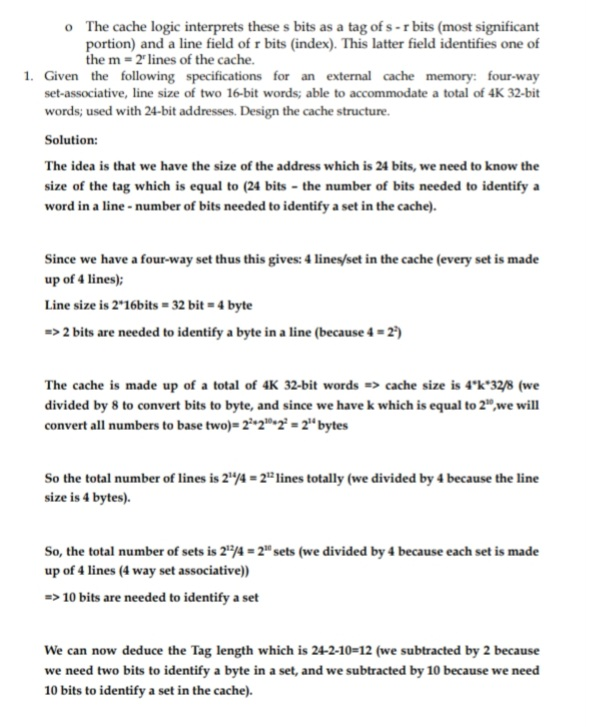 o The cache logic interprets these s bits as a tag of s - r bits (most significant
portion) and a line field of r bits (index). This latter field identifies one of
the m = 2ʳ lines of the cache.
1. Given the following specifications for an external cache memory: four-way
set-associative, line size of two 16-bit words; able to accommodate a total of 4K 32-bit
words; used with 24-bit addresses. Design the cache structure.
Solution:
The idea is that we have the size of the address which is 24 bits, we need to know the
size of the tag which is equal to (24 bits – the number of bits needed to identify a
word in a line - number of bits needed to identify a set in the cache).
Since we have a four-way set thus this gives: 4 lines/set in the cache (every set is made
up of 4 lines);
Line size is 2*16bits = 32 bit = 4 byte
=> 2 bits are needed to identify a byte in a line (because 4 = 2²)
The cache is made up of a total of 4K 32-bit words => cache size is 4*k*32/8 (we
divided by 8 to convert bits to byte, and since we have k which is equal to 2¹⁰,we will
convert all numbers to base two)= 2²*2¹⁰*2² = 2¹⁴ bytes
So the total number of lines is 2¹⁴/4 = 2¹² lines totally (we divided by 4 because the line
size is 4 bytes).
So, the total number of sets is 2¹²/4 = 2¹⁰ sets (we divided by 4 because each set is made
up of 4 lines (4 way set associative))
=> 10 bits are needed to identify a set
We can now deduce the Tag length which is 24-2-10=12 (we subtracted by 2 because
we need two bits to identify a byte in a set, and we subtracted by 10 because we need
10 bits to identify a set in the cache).